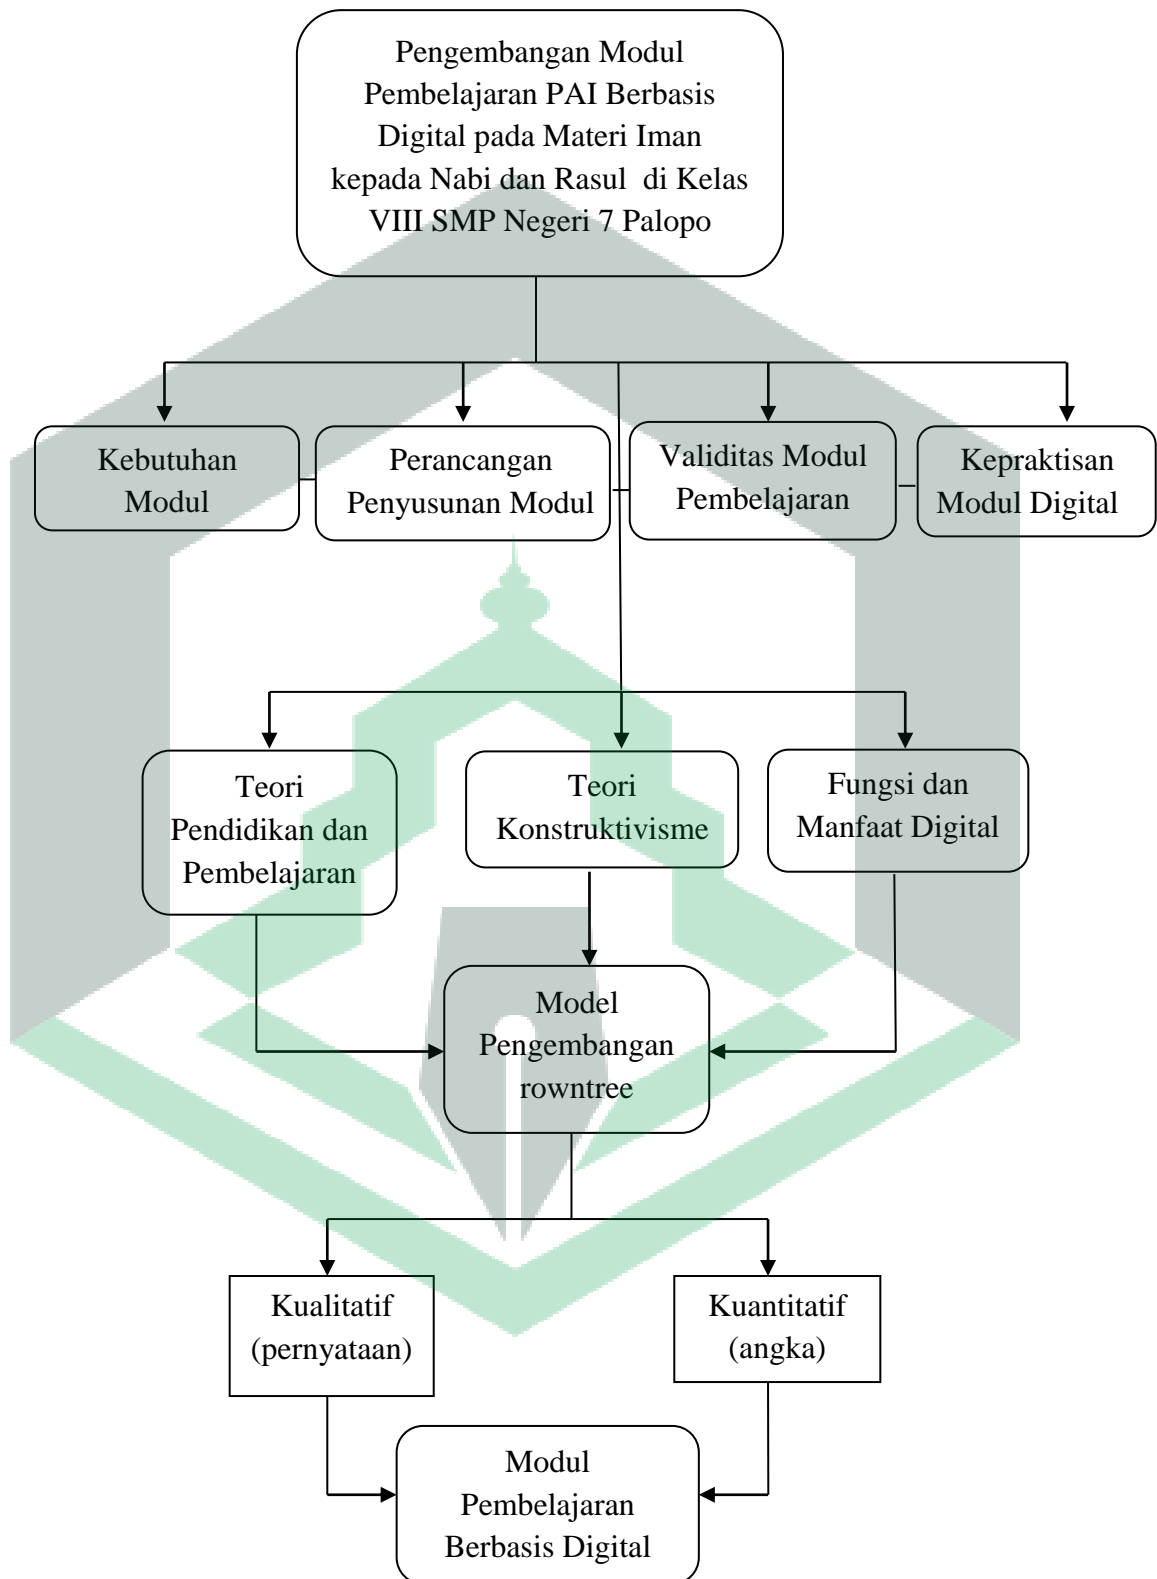 Pengembangan Modul
Pembelajaran PAI Berbasis
Digital pada Materi Iman
kepada Nabi dan Rasul di Kelas
VIII SMP Negeri 7 Palopo
Kebutuhan
Modul
Perancangan
Penyusunan Modul
Validitas Modul
Pembelajaran
Kepraktisan
Modul Digital
Teori
Pendidikan dan
Pembelajaran
Teori
Konstruktivisme
Fungsi dan
Manfaat Digital
Model
Pengembangan
rowntree
Kualitatif
(pernyataan)
Kuantitatif
(angka)
Modul
Pembelajaran
Berbasis Digital